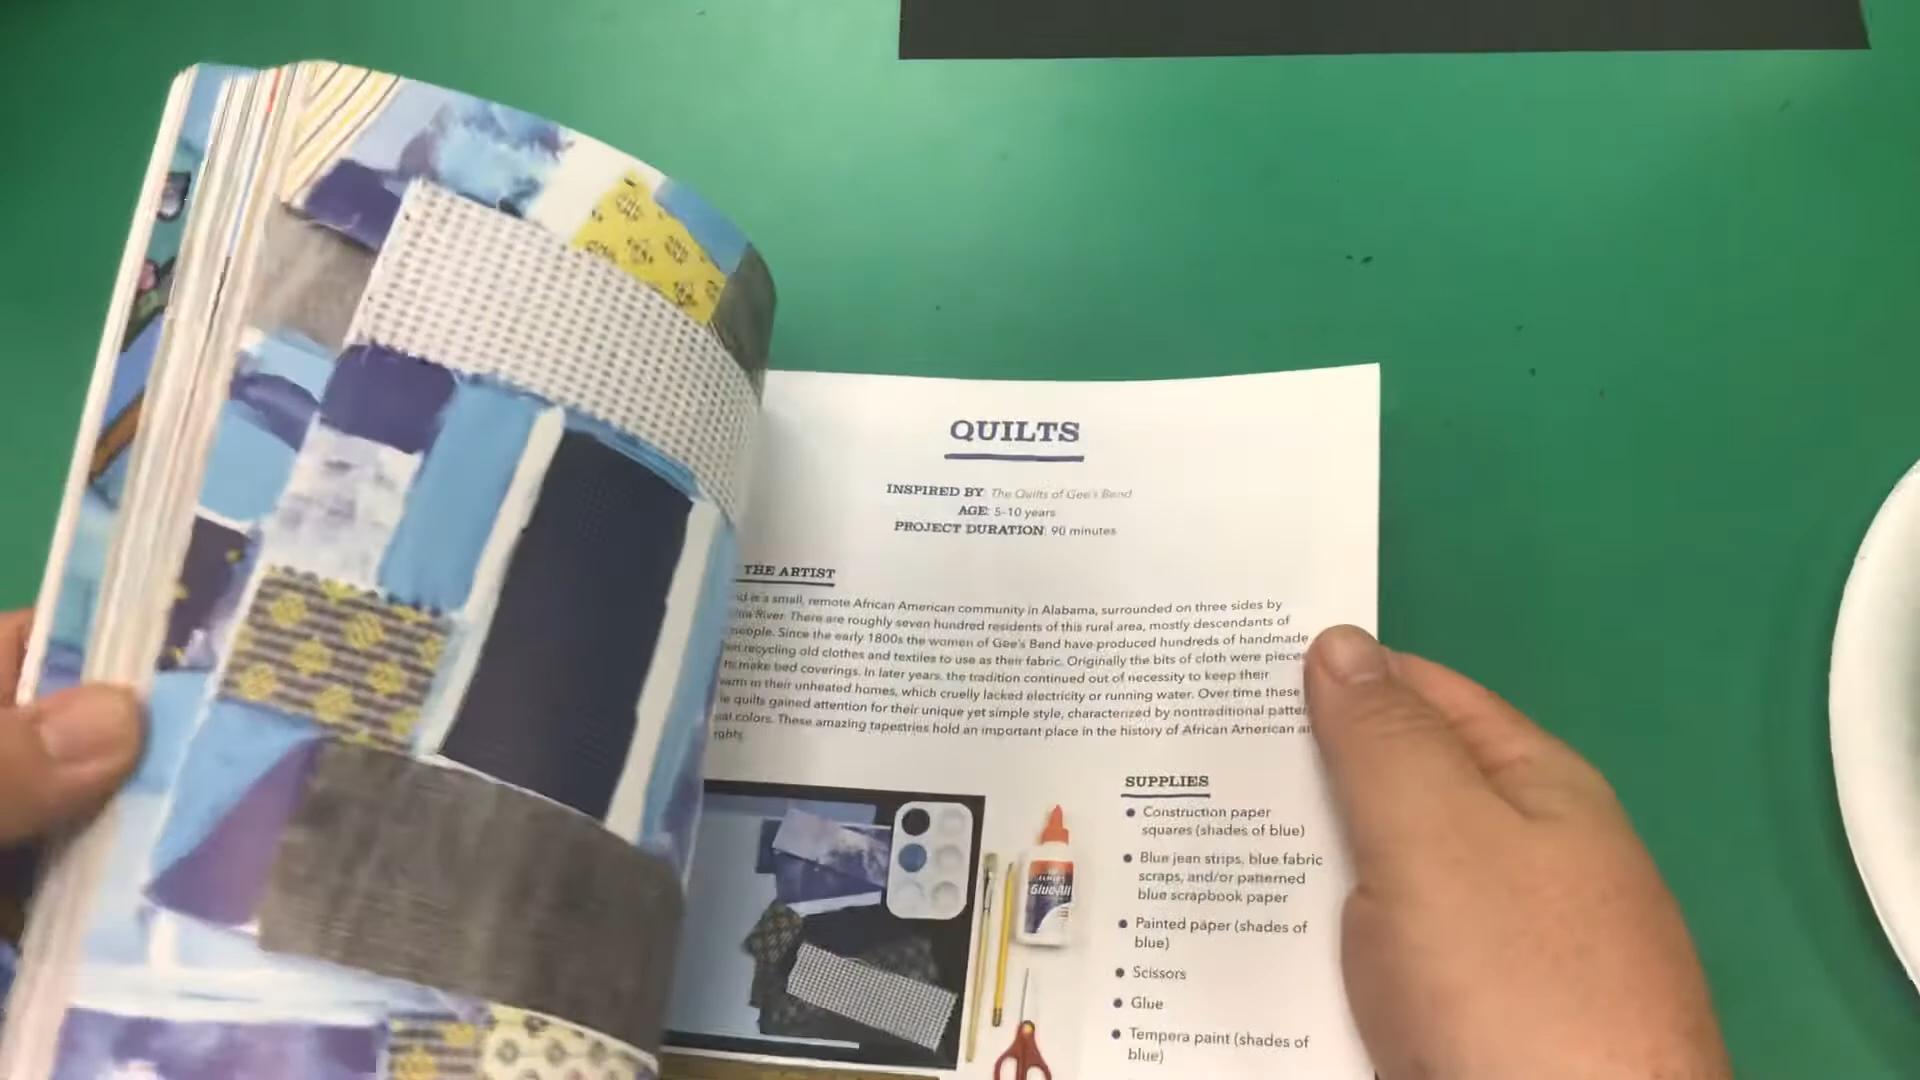 QUILTS
INSPIRED BY: The Quilts of Gee's Bend
AGE: 5-10 years
PROJECT DURATION: 90 minutes
THE ARTIST
is a small, remote African American community in Alabama, surrounded on three sides by
River. There are roughly seven hundred residents of this rural area, mostly descendants of
people. Since the early 1800s the women of Gee's Bend have produced hundreds of handmade
recycling old clothes and textiles to use as their fabric. Originally the bits of cloth were
to make bed coverings. In later years, the tradition continued out of necessity to keep their
warm in their unheated homes, which cruelly lacked electricity or running water. Over time these
quilts gained attention for their unique yet simple style, characterized by nontraditional
colors. These amazing tapestries hold an important place in the history of African American
rights.
SUPPLIES
● Construction paper
squares (shades of blue)
● Blue jean strips, blue fabric
scraps, and/or patterned
blue scrapbook paper
● Painted paper (shades of
blue)
● Scissors
● Glue
● Tempera paint (shades of
blue)
Glue-All